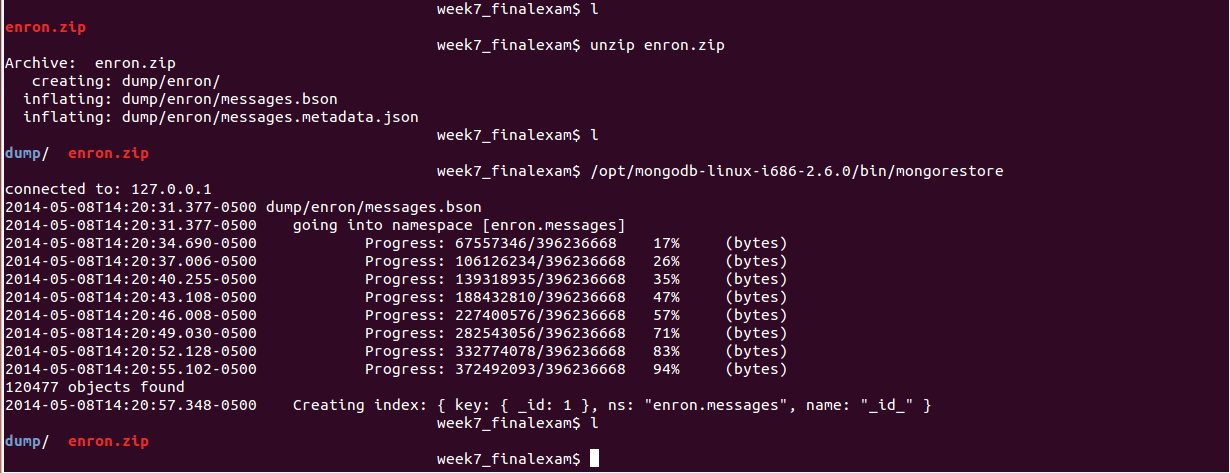 week7_finalexam$ l
enron.zip
week7_finalexam$ unzip enron.zip
Archive:  enron.zip
   creating: dump/enron/
  inflating: dump/enron/messages.bson
  inflating: dump/enron/messages.metadata.json
week7_finalexam$ l
dump/  enron.zip
week7_finalexam$ /opt/mongodb-linux-i686-2.6.0/bin/mongorestore
connected to: 127.0.0.1
2014-05-08T14:20:31.377-0500 dump/enron/messages.bson
2014-05-08T14:20:31.377-0500    going into namespace [enron.messages]
2014-05-08T14:20:34.690-0500            Progress: 67557346/396236668    17%     (bytes)
2014-05-08T14:20:37.006-0500            Progress: 106126234/396236668   26%     (bytes)
2014-05-08T14:20:40.255-0500            Progress: 139318935/396236668   35%     (bytes)
2014-05-08T14:20:43.108-0500            Progress: 188432810/396236668   47%     (bytes)
2014-05-08T14:20:46.008-0500            Progress: 227400576/396236668   57%     (bytes)
2014-05-08T14:20:49.030-0500            Progress: 282543056/396236668   71%     (bytes)
2014-05-08T14:20:52.128-0500            Progress: 332774078/396236668   83%     (bytes)
2014-05-08T14:20:55.102-0500            Progress: 372492093/396236668   94%     (bytes)
120477 objects found
2014-05-08T14:20:57.348-0500    Creating index: { key: { _id: 1 }, ns: "enron.messages", name: "_id_" }
week7_finalexam$ l
dump/  enron.zip
week7_finalexam$